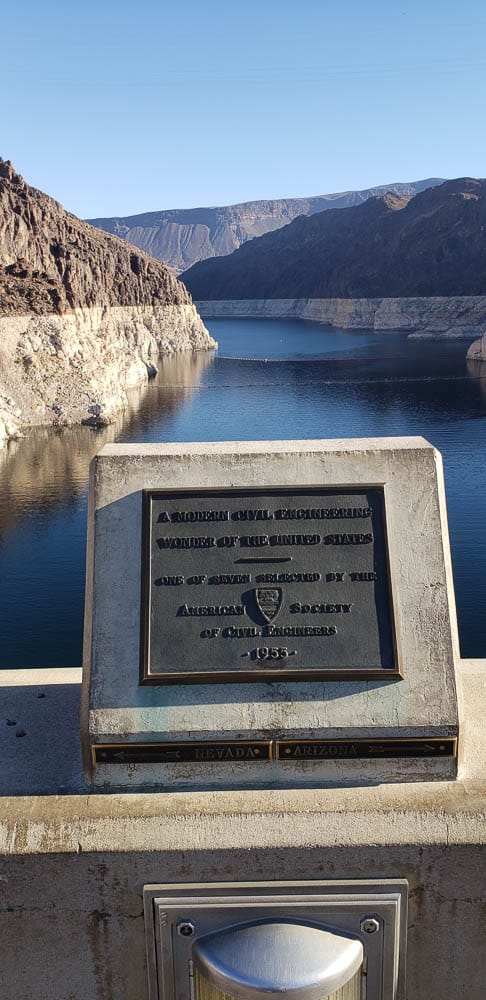 A MODERN CIVIL ENGINEERING
WONDER OF THE UNITED STATES
ONE OF SEVEN SELECTED BY THE
AMERICAN SOCIETY
OF CIVIL ENGINEERS
- 1955 -
NEVADA ARIZONA